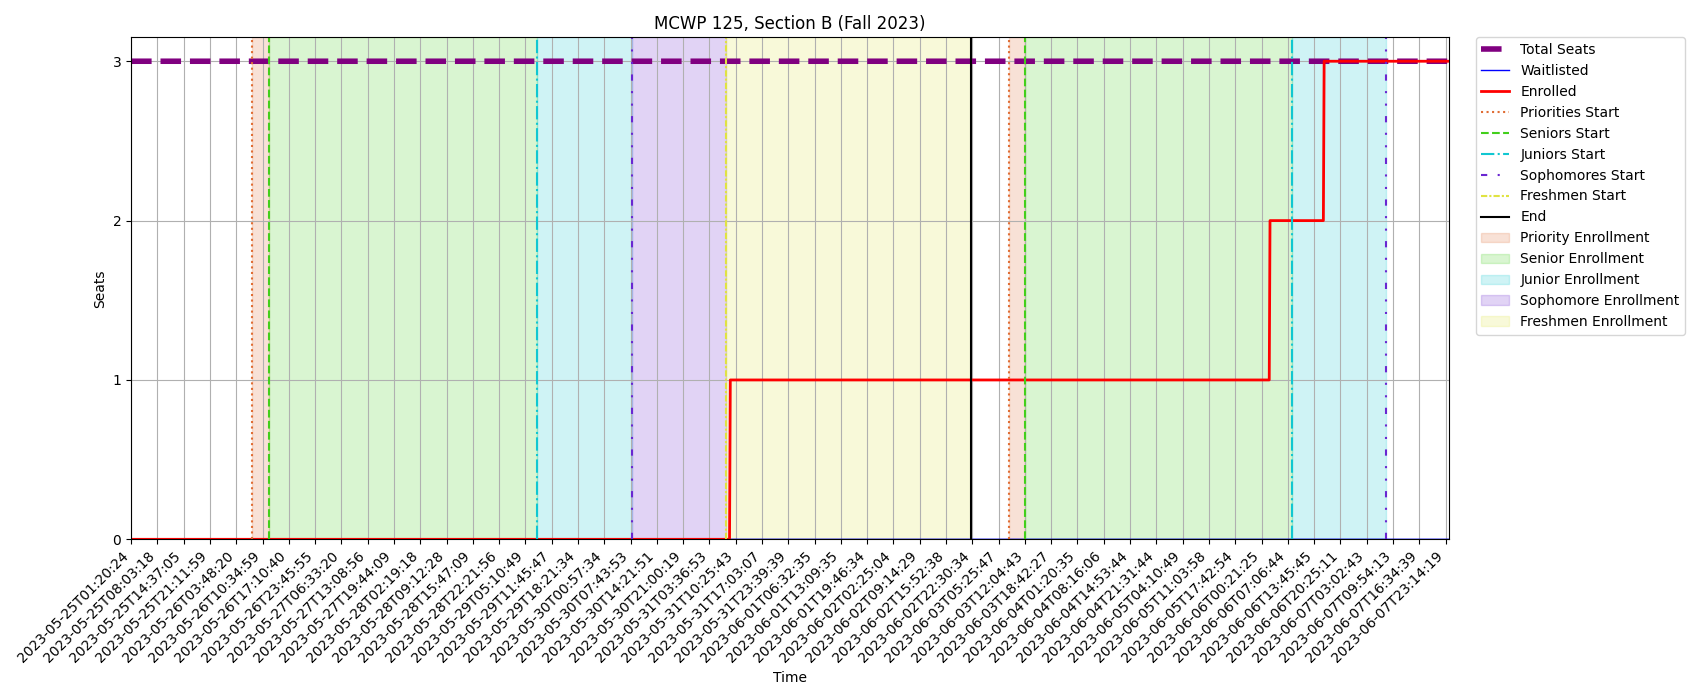 MCWP 125, Section B (Fall 2023)
Seats
3
2
1
0
2023-05-25T01:20:24
2023-05-25T08:03:18
2023-05-25T14:37:05
2023-05-25T21:11:59
2023-05-26T03:48:20
2023-05-26T10:34:59
2023-05-26T17:10:40
2023-05-26T23:45:55
2023-05-27T06:33:20
2023-05-27T13:08:56
2023-05-27T19:44:09
2023-05-28T02:19:18
2023-05-28T09:12:28
2023-05-28T15:47:09
2023-05-28T22:21:56
2023-05-29T05:10:49
2023-05-29T11:45:47
2023-05-29T18:21:34
2023-05-30T00:57:34
2023-05-30T07:43:53
2023-05-30T14:21:51
2023-05-30T21:00:19
2023-05-31T03:36:53
2023-05-31T10:25:43
2023-05-31T17:03:07
2023-05-31T23:39:39
2023-06-01T06:32:35
2023-06-01T13:09:35
2023-06-01T19:46:34
2023-06-02T02:25:04
2023-06-02T09:14:29
2023-06-02T15:52:38
2023-06-02T22:30:34
2023-06-03T05:25:47
2023-06-03T12:04:43
2023-06-03T18:42:27
2023-06-04T01:20:35
2023-06-04T08:16:06
2023-06-04T14:53:44
2023-06-04T21:31:44
2023-06-05T04:10:49
2023-06-05T11:03:58
2023-06-05T17:42:54
2023-06-06T00:21:25
2023-06-06T07:06:44
2023-06-06T13:45:45
2023-06-06T20:25:11
2023-06-07T03:02:43
2023-06-07T09:54:13
2023-06-07T16:34:39
2023-06-07T23:14:19
Time
Total Seats
Waitlisted
Enrolled
Priorities Start
Seniors Start
Juniors Start
Sophomores Start
Freshmen Start
End
Priority Enrollment
Senior Enrollment
Junior Enrollment
Sophomore Enrollment
Freshmen Enrollment